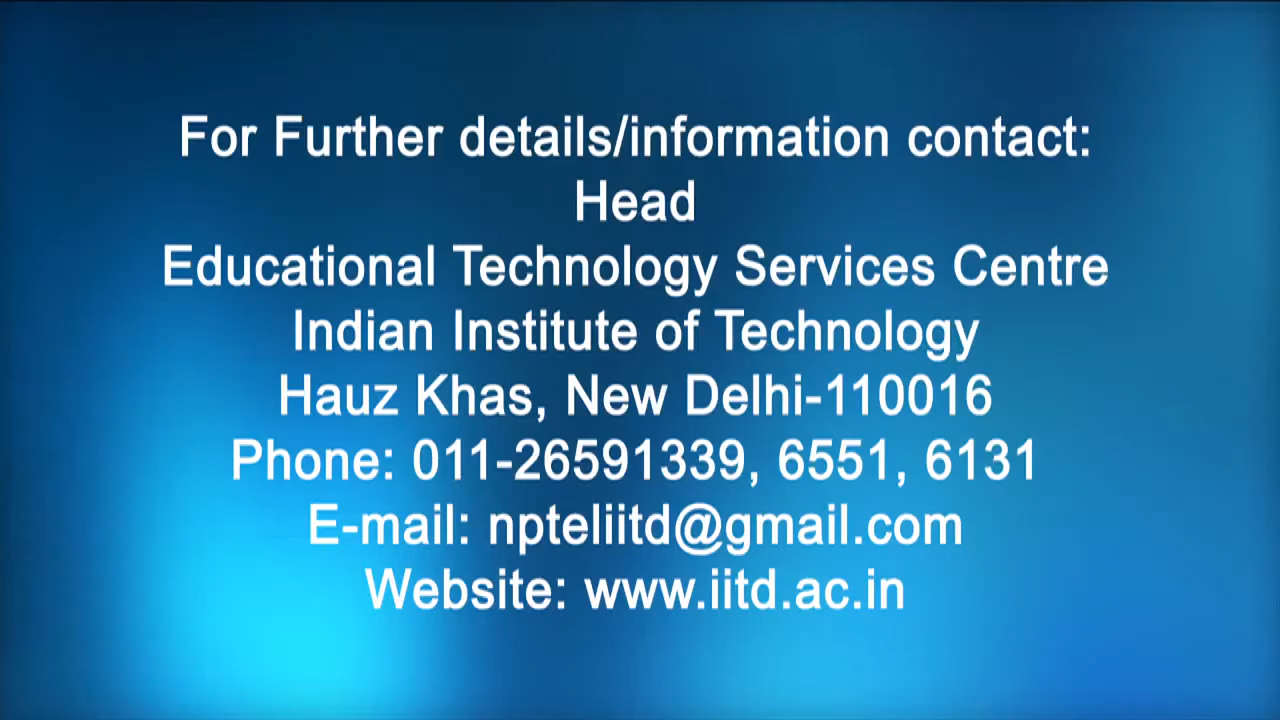 For Further details/information contact:
Head
Educational Technology Services Centre
Indian Institute of Technology
Hauz Khas, New Delhi-110016
Phone: 011-26591339, 6551, 6131
E-mail: npteliitd@gmail.com
Website: www.iitd.ac.in